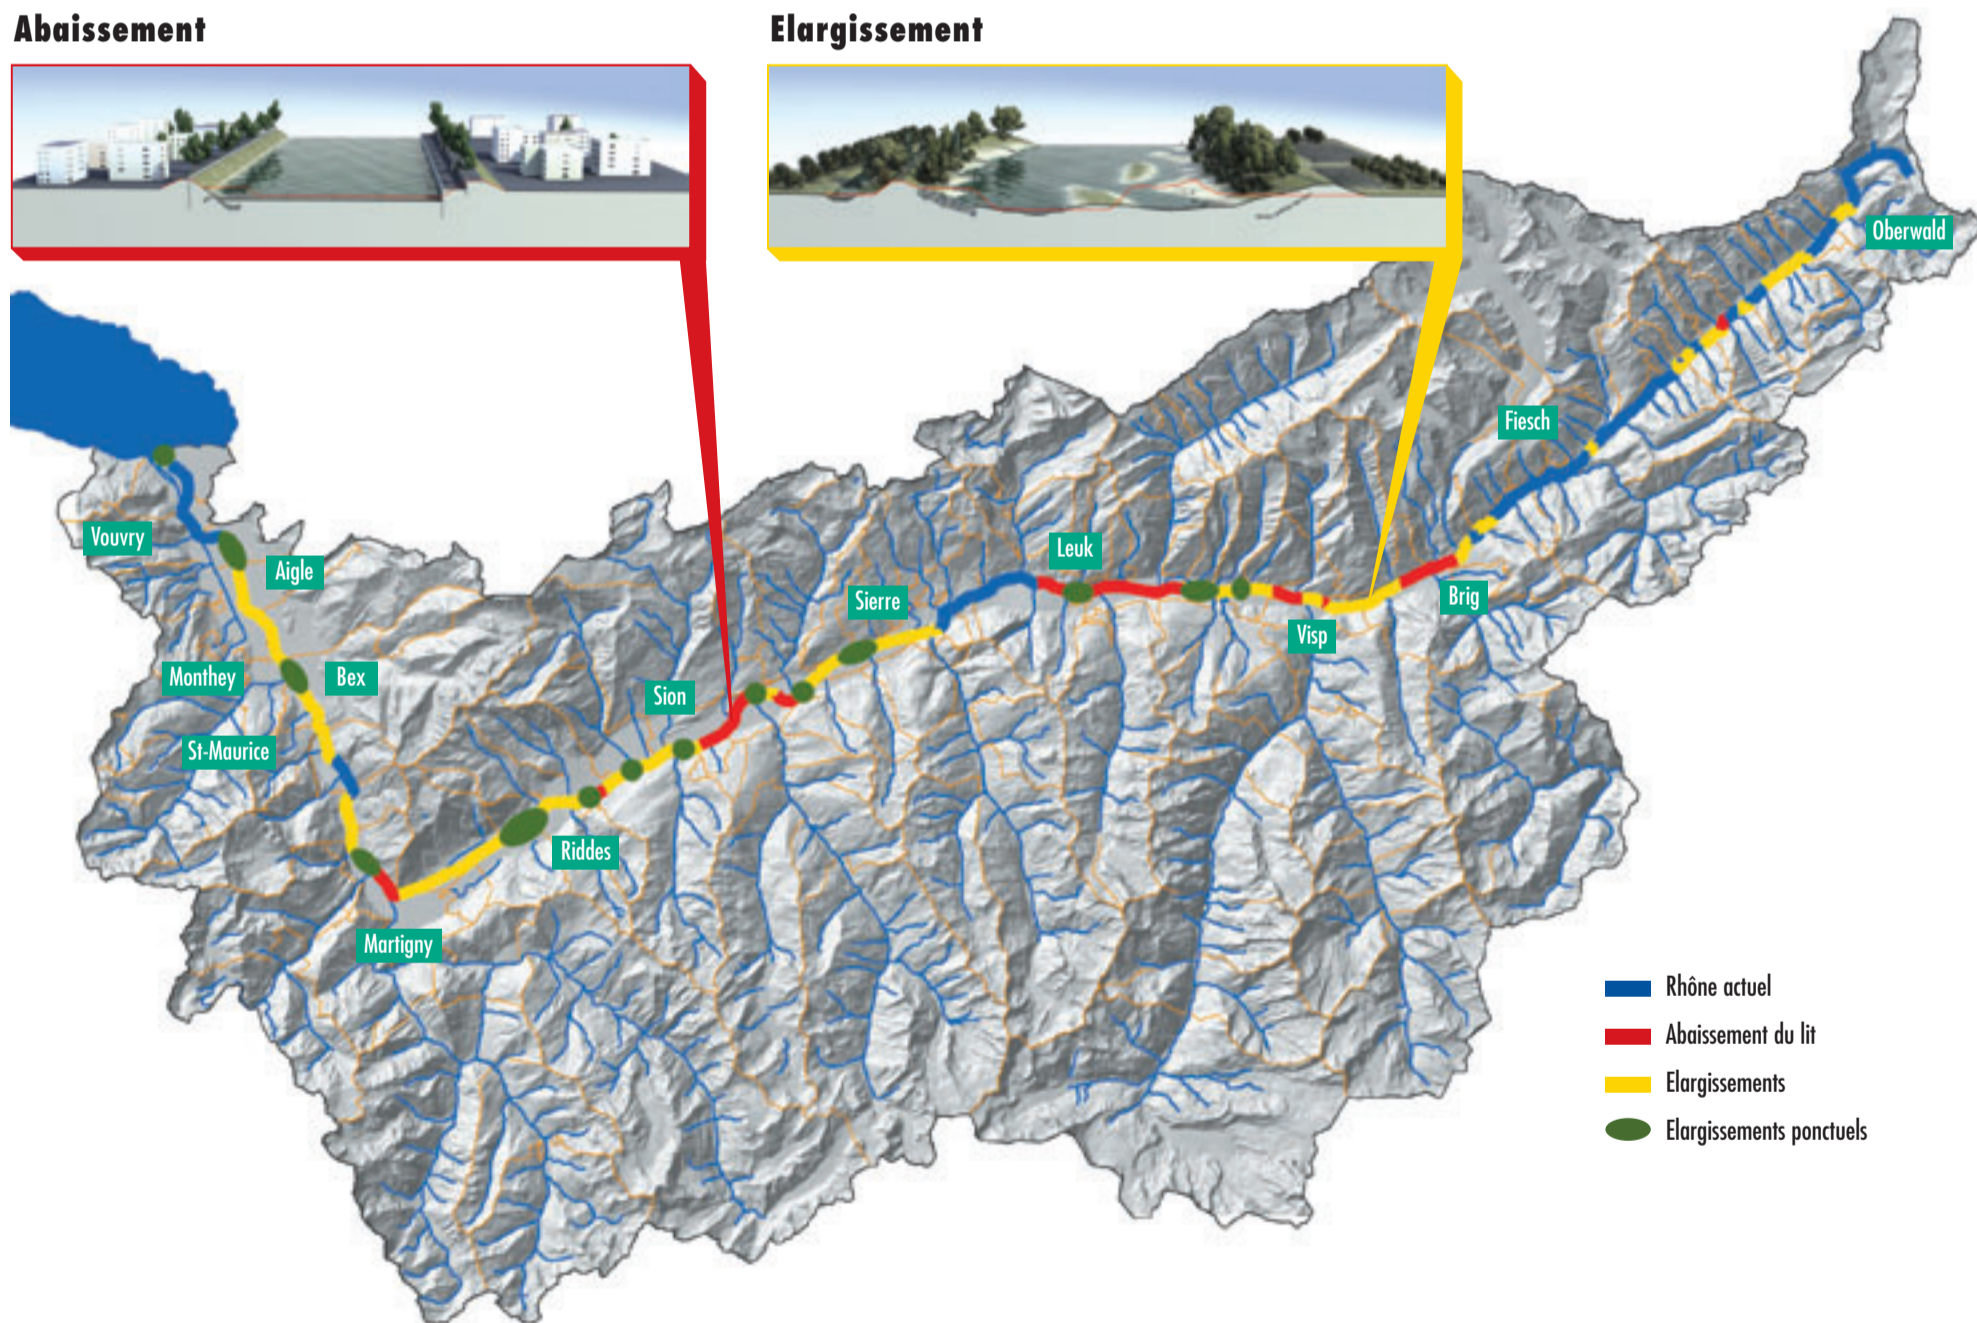 Abaissement
Elargissement
Oberwald
Fiesch
Vouvry
Aigle
Leuk
Sierre
Brig
Visp
Monthey
Bex
Sion
St-Maurice
Riddes
Martigny
Rhône actuel
Abaissement du lit
Elargissements
Elargissements ponctuels